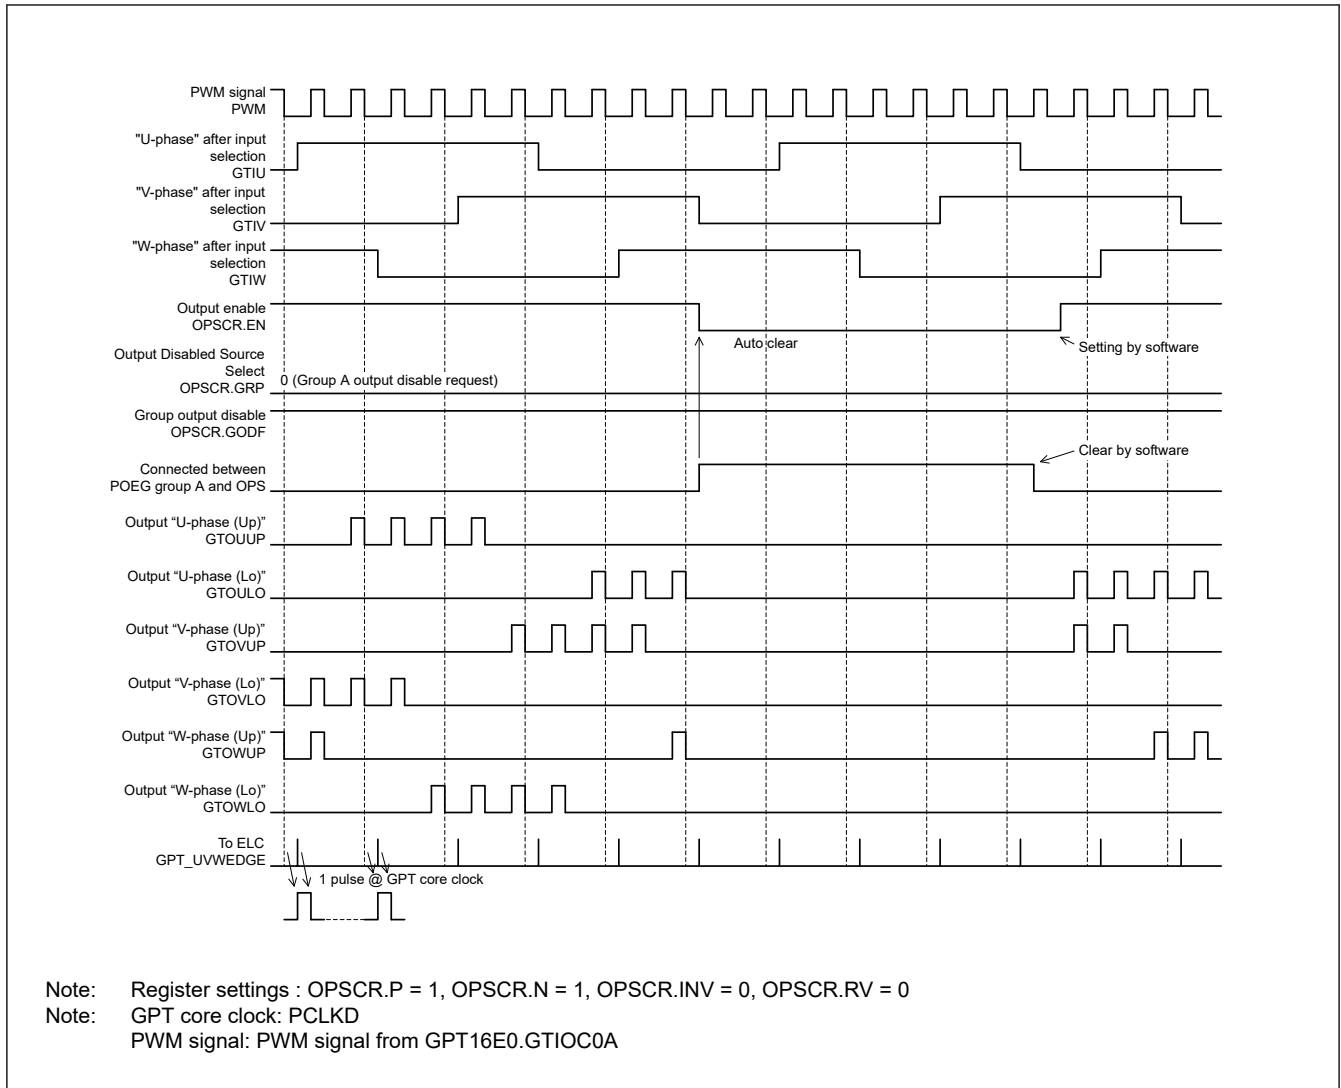 PWM signal
PWM
"U-phase" after input
selection
GTIU
"V-phase" after input
selection
GTIV
"W-phase" after input
selection
GTIW
Output enable
OPSCR.EN
Auto clear
Setting by software
Output Disabled Source
Select
OPSCR.GRP
0 (Group A output disable request)
Group output disable
OPSCR.GODF
Clear by software
Connected between
POEG group A and OPS
Output “U-phase (Up)”
GTOUUP
Output “U-phase (Lo)”
GTOULO
Output “V-phase (Up)”
GTOVUP
Output “V-phase (Lo)”
GTOVLO
Output “W-phase (Up)”
GTOWUP
Output “W-phase (Lo)”
GTOWLO
To ELC
GPT_UVWEDGE
1 pulse @ GPT core clock
Note: Register settings : OPSCR.P = 1, OPSCR.N = 1, OPSCR.INV = 0, OPSCR.RV = 0
Note: GPT core clock: PCLKD
PWM signal: PWM signal from GPT16E0.GTIOC0A